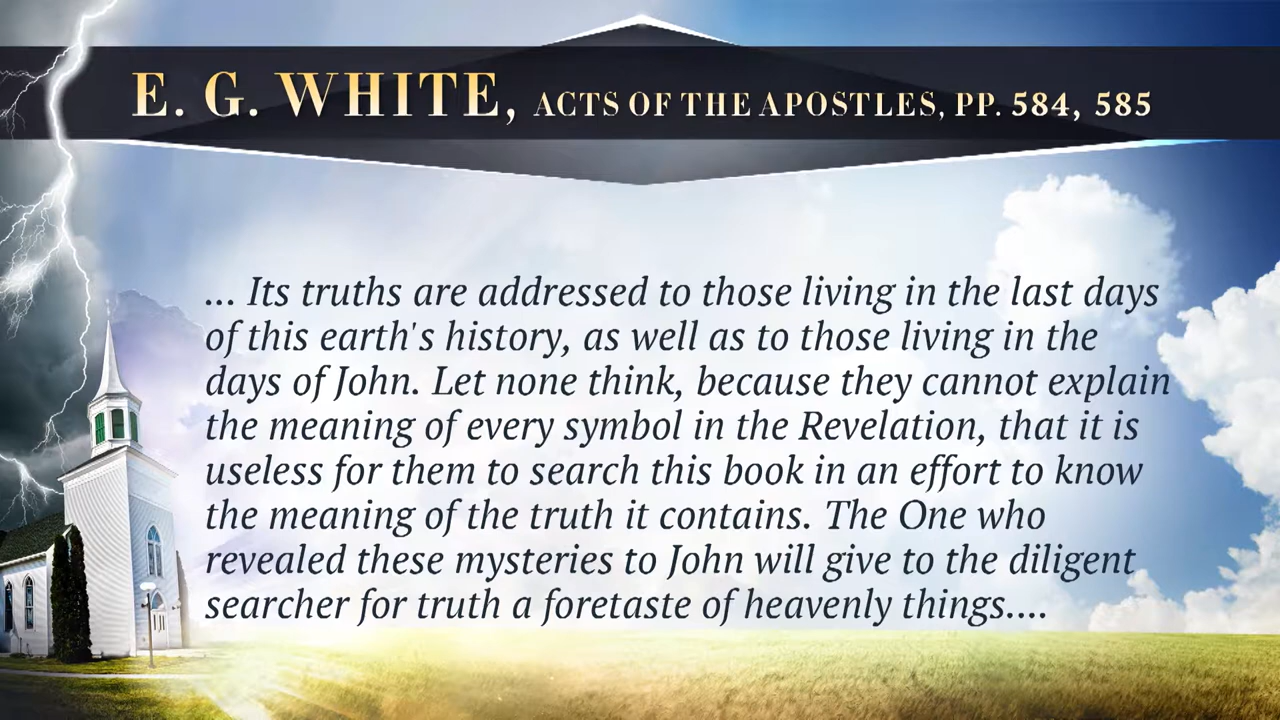 E. G. WHITE, ACTS OF THE APOSTLES, PP. 584, 585
... Its truths are addressed to those living in the last days
of this earth's history, as well as to those living in the
days of John. Let none think, because they cannot explain
the meaning of every symbol in the Revelation, that it is
useless for them to search this book in an effort to know
the meaning of the truth it contains. The One who
revealed these mysteries to John will give to the diligent
searcher for truth a foretaste of heavenly things....